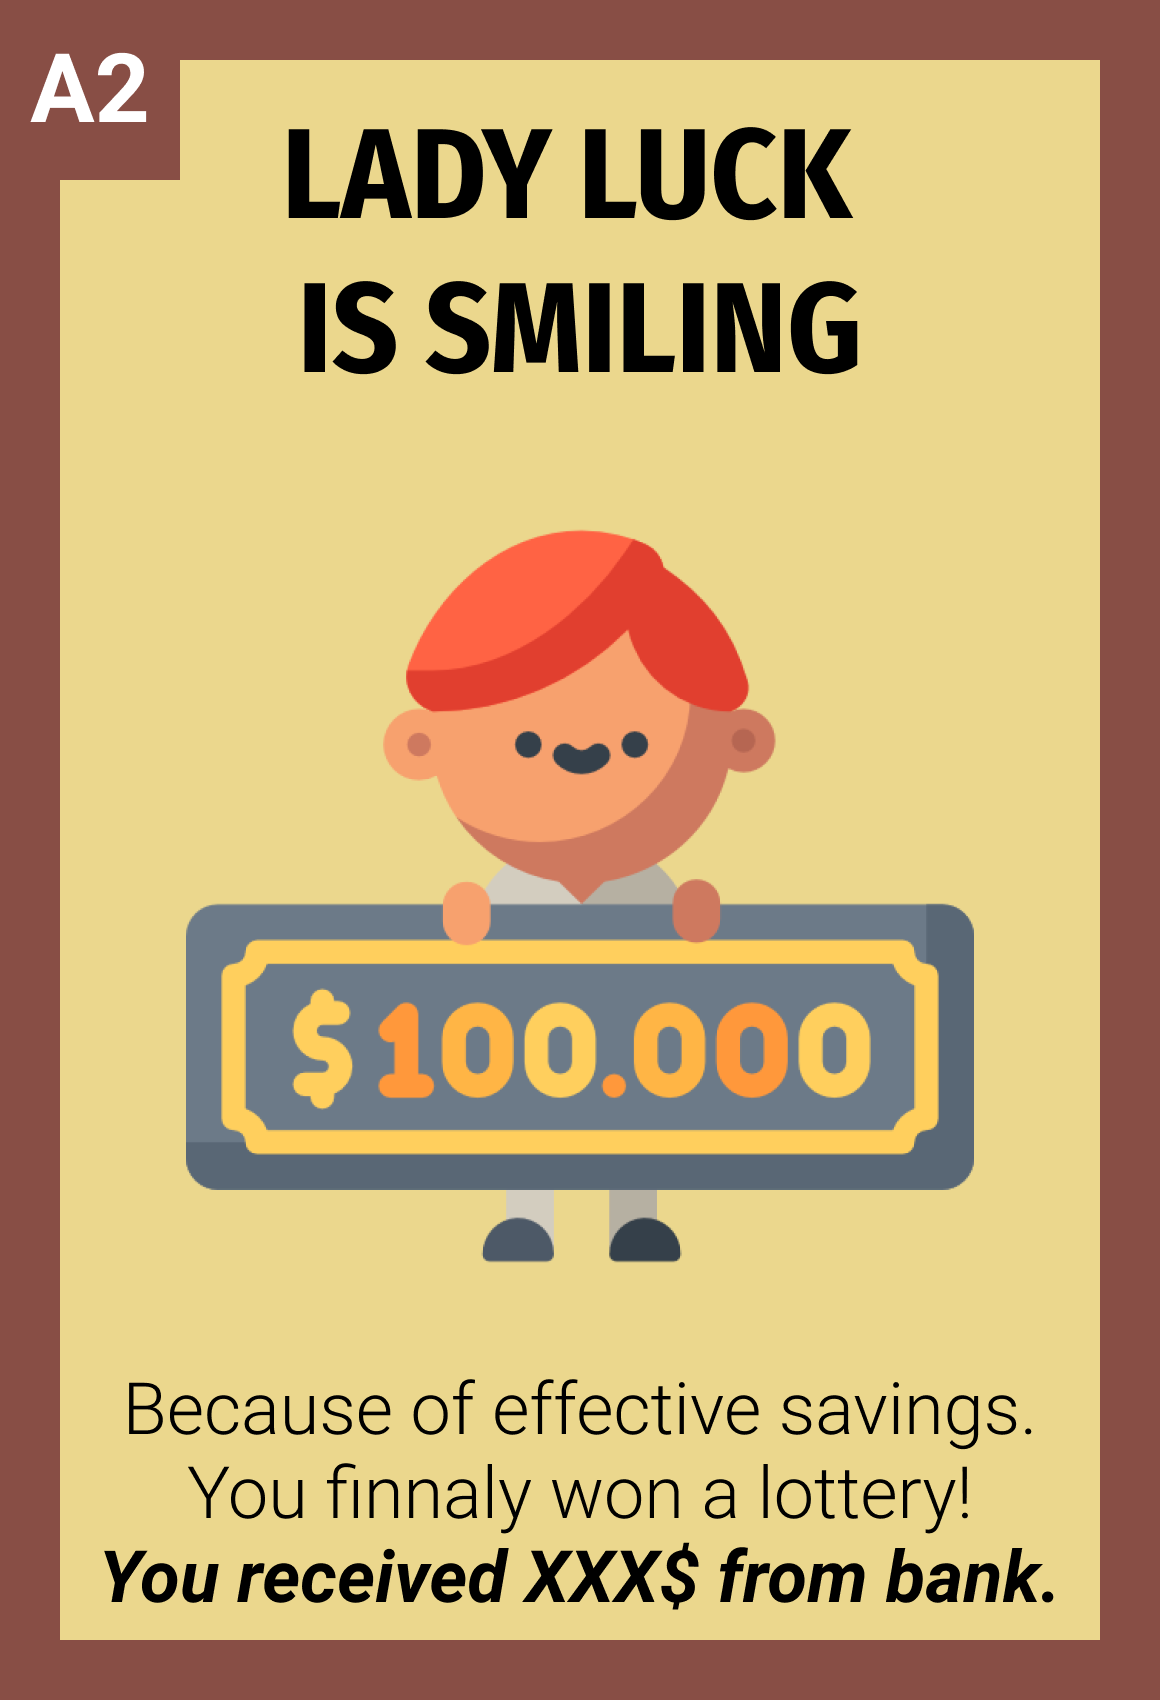 A2
LADY LUCK
IS SMILING
$100.000
Because of effective savings.
You finnaly won a lottery!
You received XXX$ from bank.